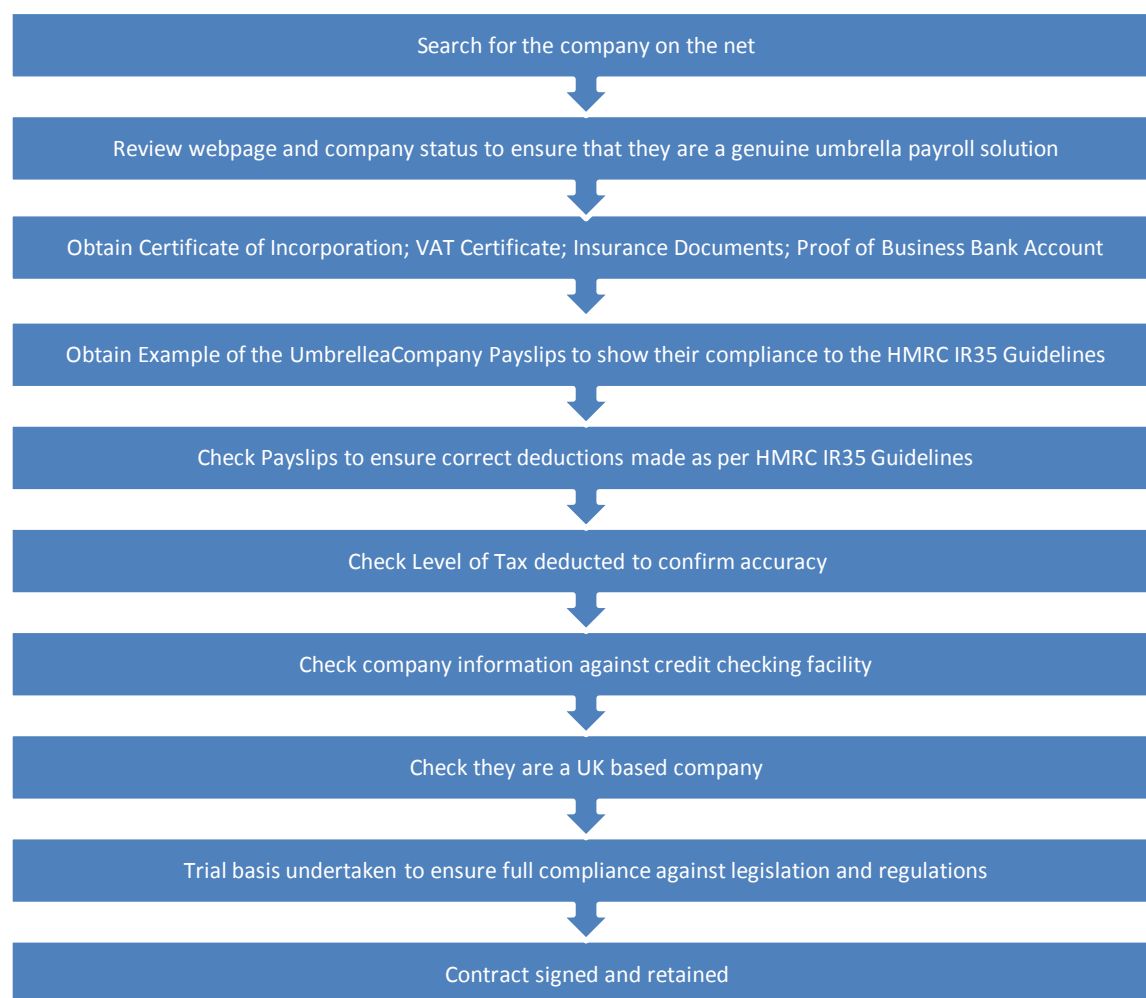 Search for the company on the net
Review webpage and company status to ensure that they are a genuine umbrella payroll solution
Obtain Certificate of Incorporation; VAT Certificate; Insurance Documents; Proof of Business Bank Account
Obtain Example of the UmbrelleaCompany Payslips to show their compliance to the HMRC IR35 Guidelines
Check Payslips to ensure correct deductions made as per HMRC IR35 Guidelines
Check Level of Tax deducted to confirm accuracy
Check company information against credit checking facility
Check they are a UK based company
Trial basis undertaken to ensure full compliance against legislation and regulations
Contract signed and retained